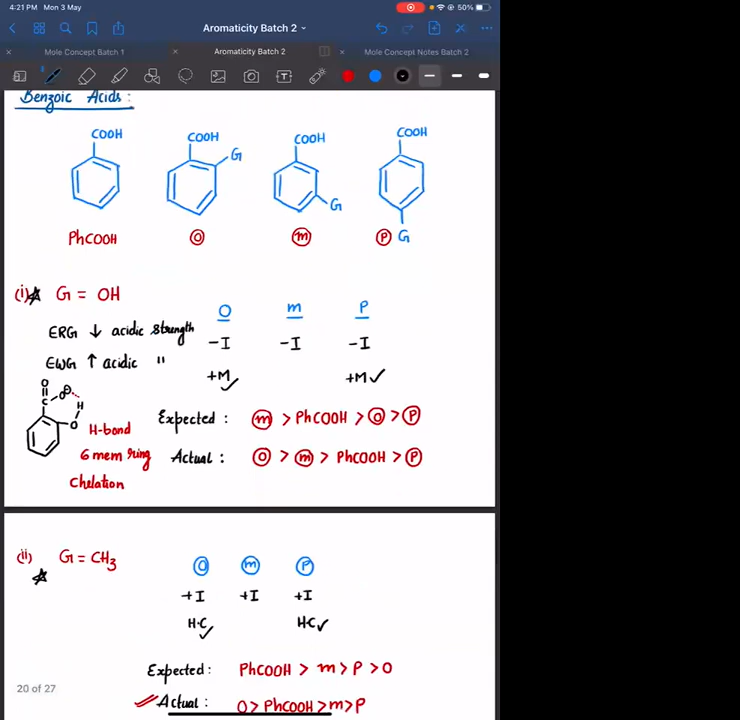 4:21 PM Mon 3 May
50%
Aromaticity Batch 2
Mole Concept Batch 1
Aromaticity Batch 2
Mole Concept Notes Batch 2
Benzoic Acids:
COOH COOH COOH COOH
G G G
PhCOOH O m P
(i) G = OH
O m P
ERG ↓ acidic strength
-I -I -I
EWG ↑ acidic "
+M ✓ +M ✓
O
C O⊖
H
O
H-bond
6 mem ring
Chelation
Expected: m > PhCOOH > O > P
Actual: O > m > PhCOOH > P
(ii) G = CH3
O m P
+I +I +I
H·C ✓ H·C ✓
Expected: PhCOOH > m > P > O
Actual: O > PhCOOH > m > P
20 of 27